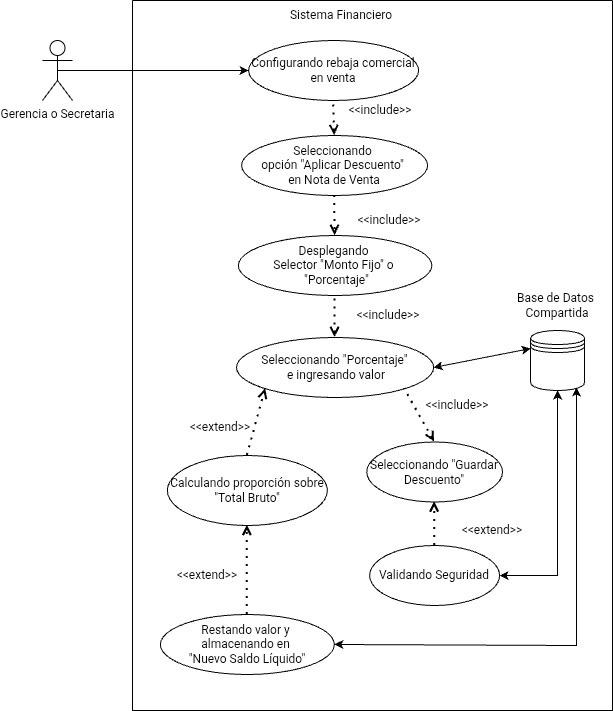 Sistema Financiero
Gerencia o Secretaria
Configurando rebaja comercial
en venta
<<include>>
Seleccionando
opción "Aplicar Descuento"
en Nota de Venta
<<include>>
Desplegando
Selector "Monto Fijo" o
"Porcentaje"
<<include>>
Base de Datos
Compartida
Seleccionando "Porcentaje"
e ingresando valor
<<include>>
<<extend>>
Seleccionando "Guardar
Descuento"
Calculando proporción sobre
"Total Bruto"
<<extend>>
Validando Seguridad
<<extend>>
Restando valor y
almacenando en
"Nuevo Saldo Líquido"